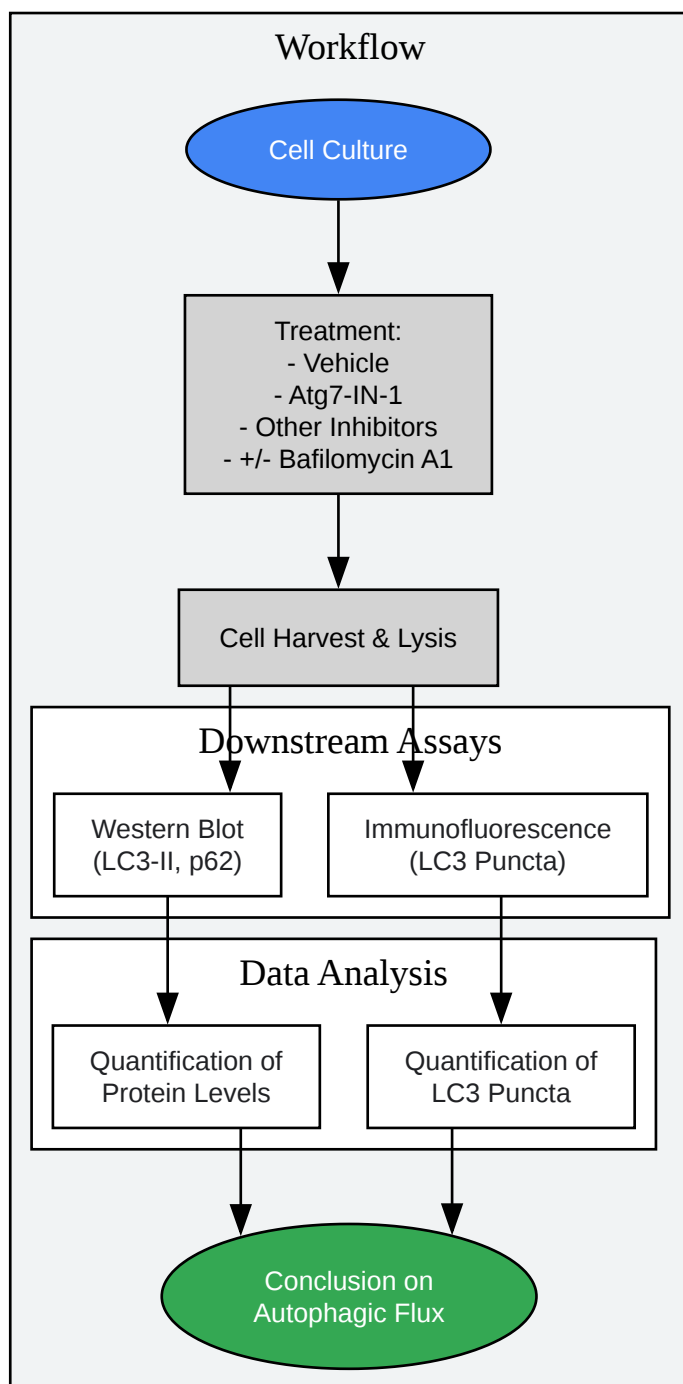 Workflow
Cell Culture
Treatment:
- Vehicle
- Atg7-IN-1
- Other Inhibitors
- +/- Bafilomycin A1
Cell Harvest & Lysis
Downstream Assays
Western Blot
(LC3-II, p62)
Immunofluorescence
(LC3 Puncta)
Data Analysis
Quantification of
Protein Levels
Quantification of
LC3 Puncta
Conclusion on
Autophagic Flux